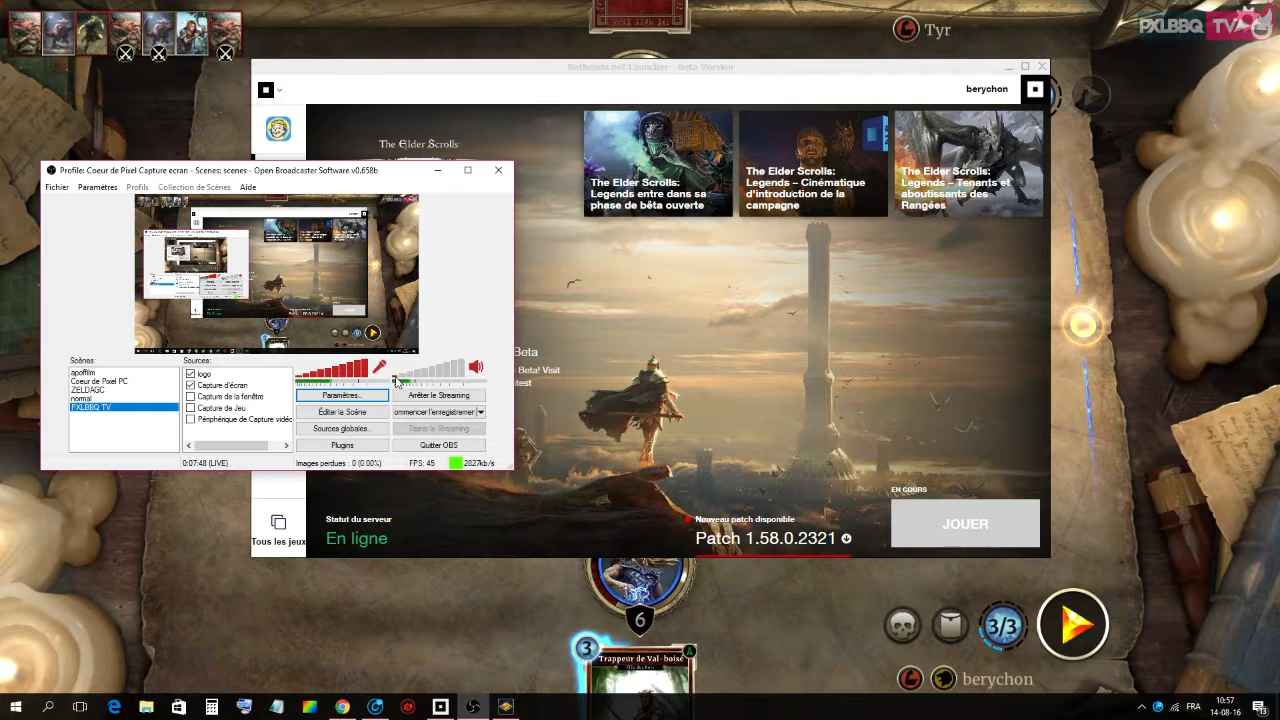 Tyr
PXLBBQ TV
Bethesda.net Launcher - Beta Version
berychon
The Elder Scrolls:
The Elder Scrolls:
Legends entre dans sa
phase de bêta ouverte
The Elder Scrolls:
Legends – Cinématique
d'introduction de la
campagne
The Elder Scrolls:
Legends – Tenants et
aboutissants des
Rangées
Profile: Coeur de Pixel Capture ecran - Scenes: scenes - Open Broadcaster Software v0.658b
Fichier Paramètres Profils Collection de Scènes Aide
Scènes:
apoffilm
Coeur de Pixel PC
ZELDAGC
normal
PXLBBQ TV
Sources:
logo
Capture d'écran
Capture de la fenêtre
Capture de Jeu
Périphérique de Capture vidéo
Paramètres...
Arrêter le Streaming
Éditer la Scène
ommencer l'enregistremen
Sources globales...
Tester le Streaming
Plugins
Quitter OBS
0:07:48 (LIVE)
Images perdues : 0 (0.00%)
FPS: 45
2827kb/s
Beta
Beta! Visit
test
EN COURS
JOUER
Statut du serveur
En ligne
Nouveau patch disponible
Patch 1.58.0.2321
Tous les jeux
6
3/3
3
Trappeur de Val-boisé
A
berychon
FRA
10:57
14-08-16
13